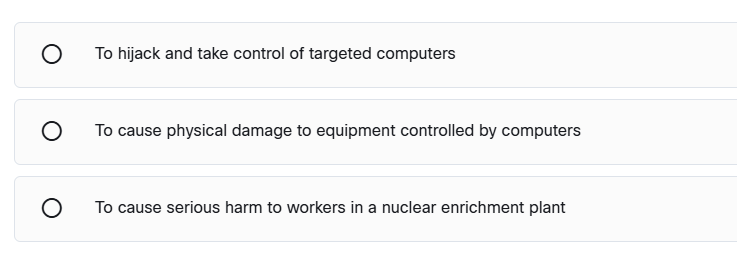 To hijack and take control of targeted computers
To cause physical damage to equipment controlled by computers
To cause serious harm to workers in a nuclear enrichment plant